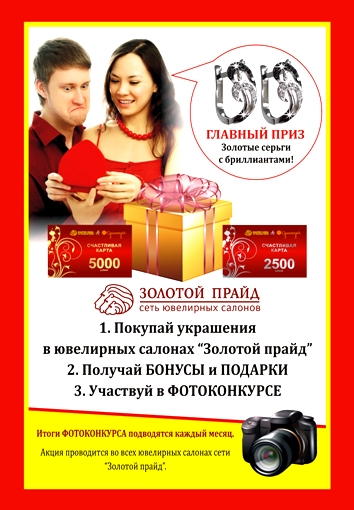 ГЛАВНЫЙ ПРИЗ
Золотые серьги
с бриллиантами!
СЧАСТЛИВАЯ
КАРТА
5000
СЧАСТЛИВАЯ
КАРТА
2500
ЗОЛОТОЙ ПРАЙД
сеть ювелирных салонов
1. Покупай украшения
в ювелирных салонах “Золотой прайд”
2. Получай БОНУСЫ и ПОДАРКИ
3. Участвуй в ФОТОКОНКУРСЕ
Итоги ФОТОКОНКУРСА подводятся каждый месяц.
Акция проводится во всех ювелирных салонах сети
“Золотой прайд”.